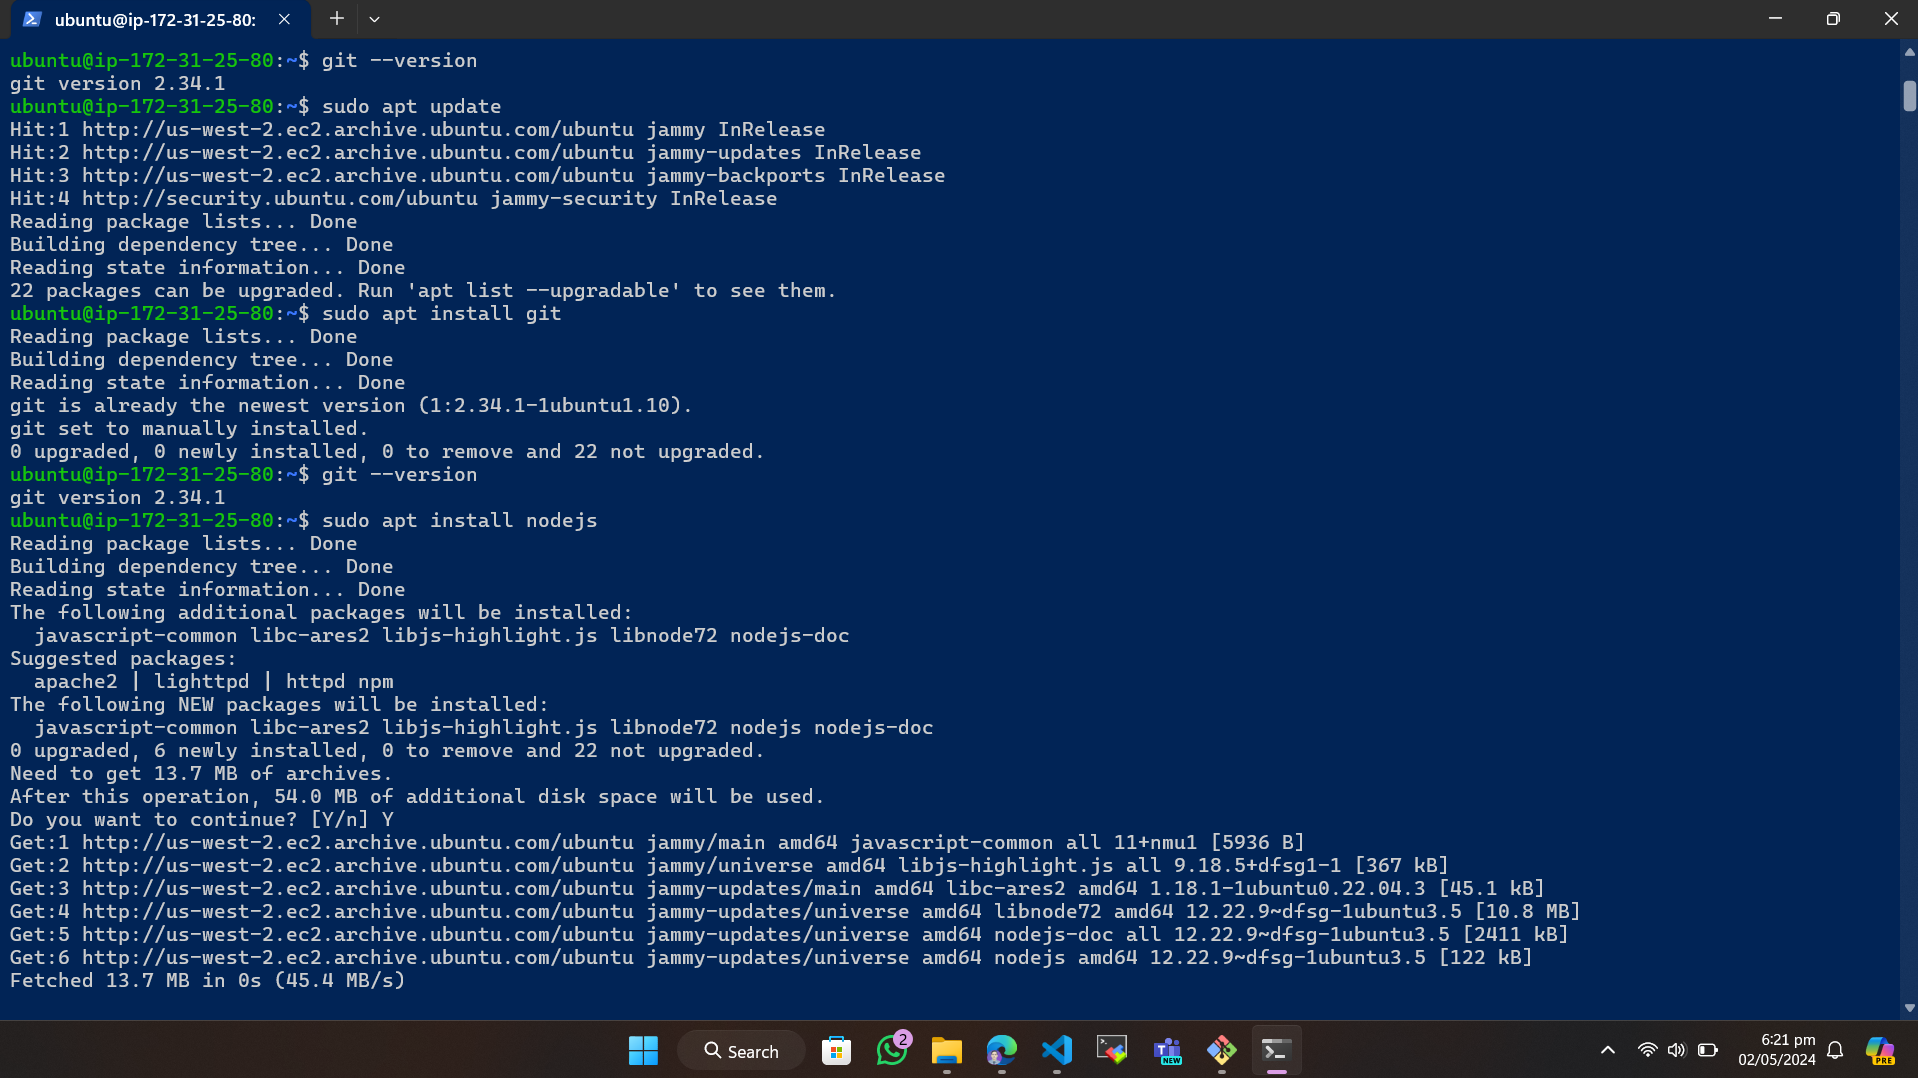 ubuntu@ip-172-31-25-80:
ubuntu@ip-172-31-25-80:~$ git --version
git version 2.34.1
ubuntu@ip-172-31-25-80:~$ sudo apt update
Hit:1 http://us-west-2.ec2.archive.ubuntu.com/ubuntu jammy InRelease
Hit:2 http://us-west-2.ec2.archive.ubuntu.com/ubuntu jammy-updates InRelease
Hit:3 http://us-west-2.ec2.archive.ubuntu.com/ubuntu jammy-backports InRelease
Hit:4 http://security.ubuntu.com/ubuntu jammy-security InRelease
Reading package lists... Done
Building dependency tree... Done
Reading state information... Done
22 packages can be upgraded. Run 'apt list --upgradable' to see them.
ubuntu@ip-172-31-25-80:~$ sudo apt install git
Reading package lists... Done
Building dependency tree... Done
Reading state information... Done
git is already the newest version (1:2.34.1-1ubuntu1.10).
git set to manually installed.
0 upgraded, 0 newly installed, 0 to remove and 22 not upgraded.
ubuntu@ip-172-31-25-80:~$ git --version
git version 2.34.1
ubuntu@ip-172-31-25-80:~$ sudo apt install nodejs
Reading package lists... Done
Building dependency tree... Done
Reading state information... Done
The following additional packages will be installed:
  javascript-common libc-ares2 libjs-highlight.js libnode72 nodejs-doc
Suggested packages:
  apache2 | lighttpd | httpd npm
The following NEW packages will be installed:
  javascript-common libc-ares2 libjs-highlight.js libnode72 nodejs nodejs-doc
0 upgraded, 6 newly installed, 0 to remove and 22 not upgraded.
Need to get 13.7 MB of archives.
After this operation, 54.0 MB of additional disk space will be used.
Do you want to continue? [Y/n] Y
Get:1 http://us-west-2.ec2.archive.ubuntu.com/ubuntu jammy/main amd64 javascript-common all 11+nmu1 [5936 B]
Get:2 http://us-west-2.ec2.archive.ubuntu.com/ubuntu jammy/universe amd64 libjs-highlight.js all 9.18.5+dfsg1-1 [367 kB]
Get:3 http://us-west-2.ec2.archive.ubuntu.com/ubuntu jammy-updates/main amd64 libc-ares2 amd64 1.18.1-1ubuntu0.22.04.3 [45.1 kB]
Get:4 http://us-west-2.ec2.archive.ubuntu.com/ubuntu jammy-updates/universe amd64 libnode72 amd64 12.22.9~dfsg-1ubuntu3.5 [10.8 MB]
Get:5 http://us-west-2.ec2.archive.ubuntu.com/ubuntu jammy-updates/universe amd64 nodejs-doc all 12.22.9~dfsg-1ubuntu3.5 [2411 kB]
Get:6 http://us-west-2.ec2.archive.ubuntu.com/ubuntu jammy-updates/universe amd64 nodejs amd64 12.22.9~dfsg-1ubuntu3.5 [122 kB]
Fetched 13.7 MB in 0s (45.4 MB/s)
Search
2
T
NEW
6:21 pm
02/05/2024
PRE